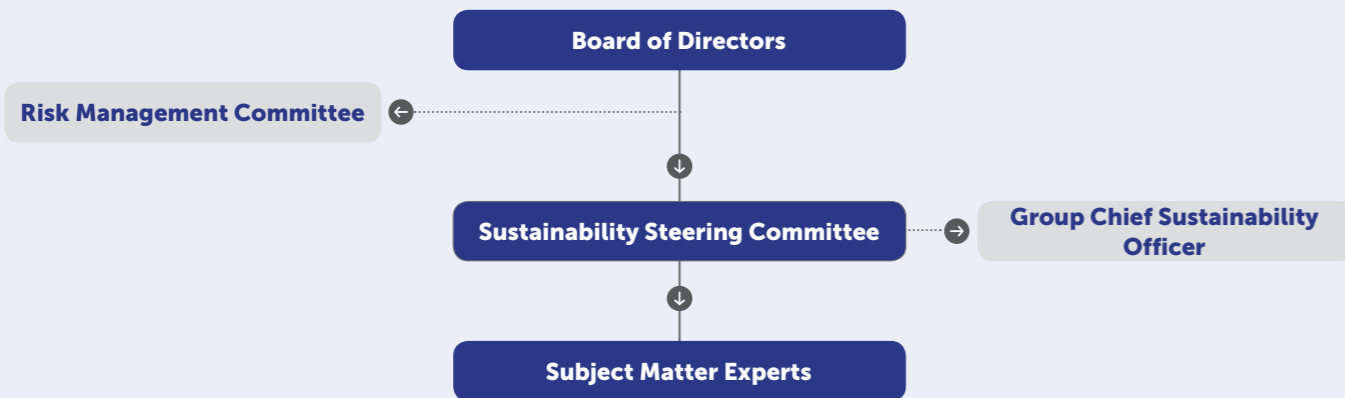 Board of Directors
Risk Management Committee
Sustainability Steering Committee
Group Chief Sustainability
Officer
Subject Matter Experts